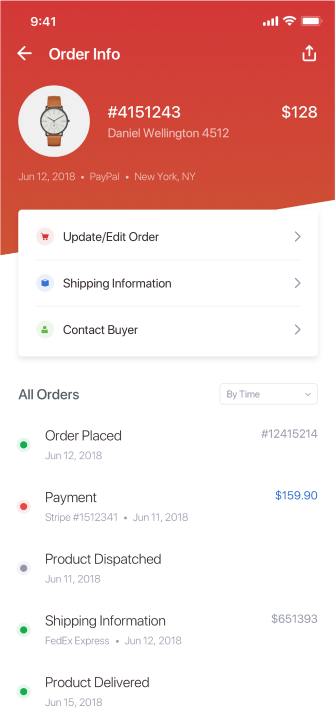 9:41
Order Info
#4151243 $128
Daniel Wellington 4512
Jun 12, 2018 • PayPal • New York, NY
Update/Edit Order
Shipping Information
Contact Buyer
All Orders By Time
Order Placed #12415214
Jun 12, 2018
Payment $159.90
Stripe #1512341 • Jun 11, 2018
Product Dispatched
Jun 11, 2018
Shipping Information $651393
FedEx Express • Jun 12, 2018
Product Delivered
Jun 15, 2018